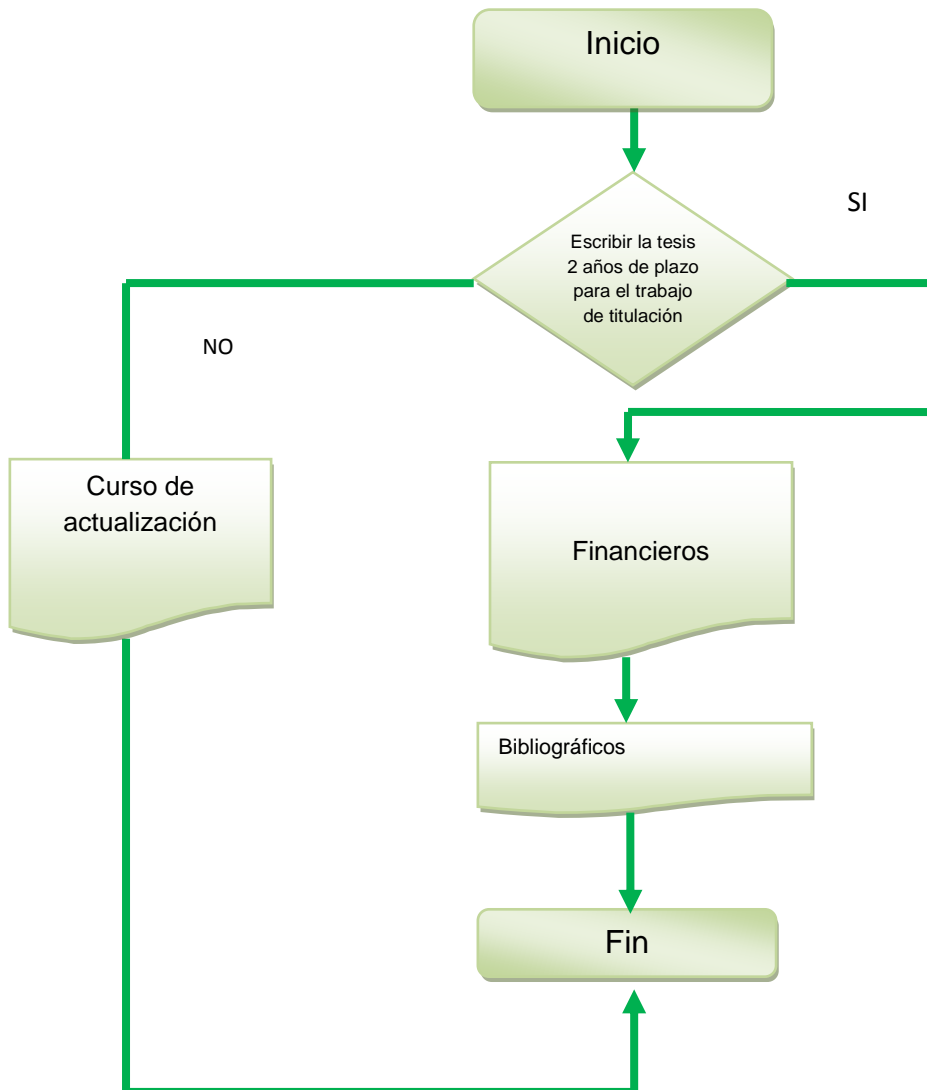 Inicio
SI
Escribir la tesis
2 años de plazo
para el trabajo
de titulación
NO
Curso de
actualización
Financieros
Bibliográficos
Fin